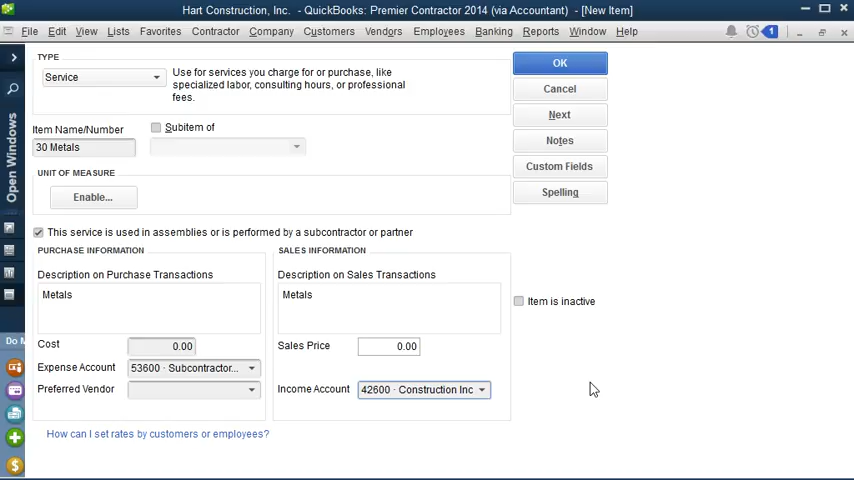 Hart Construction, Inc. - QuickBooks: Premier Contractor 2014 (via Accountant) - [New Item]
File Edit View Lists Favorites Contractor Company Customers Vendors Employees Banking Reports Window Help 1
Open Windows
Do M
TYPE
Service
Use for services you charge for or purchase, like
specialized labor, consulting hours, or professional
fees.
Item Name/Number
Subitem of
30 Metals
UNIT OF MEASURE
Enable...
This service is used in assemblies or is performed by a subcontractor or partner
PURCHASE INFORMATION
Description on Purchase Transactions
Metals
Cost 0.00
Expense Account 53600 · Subcontractor...
Preferred Vendor
SALES INFORMATION
Description on Sales Transactions
Metals
Sales Price 0.00
Income Account 42600 · Construction Inc
How can I set rates by customers or employees?
OK
Cancel
Next
Notes
Custom Fields
Spelling
Item is inactive